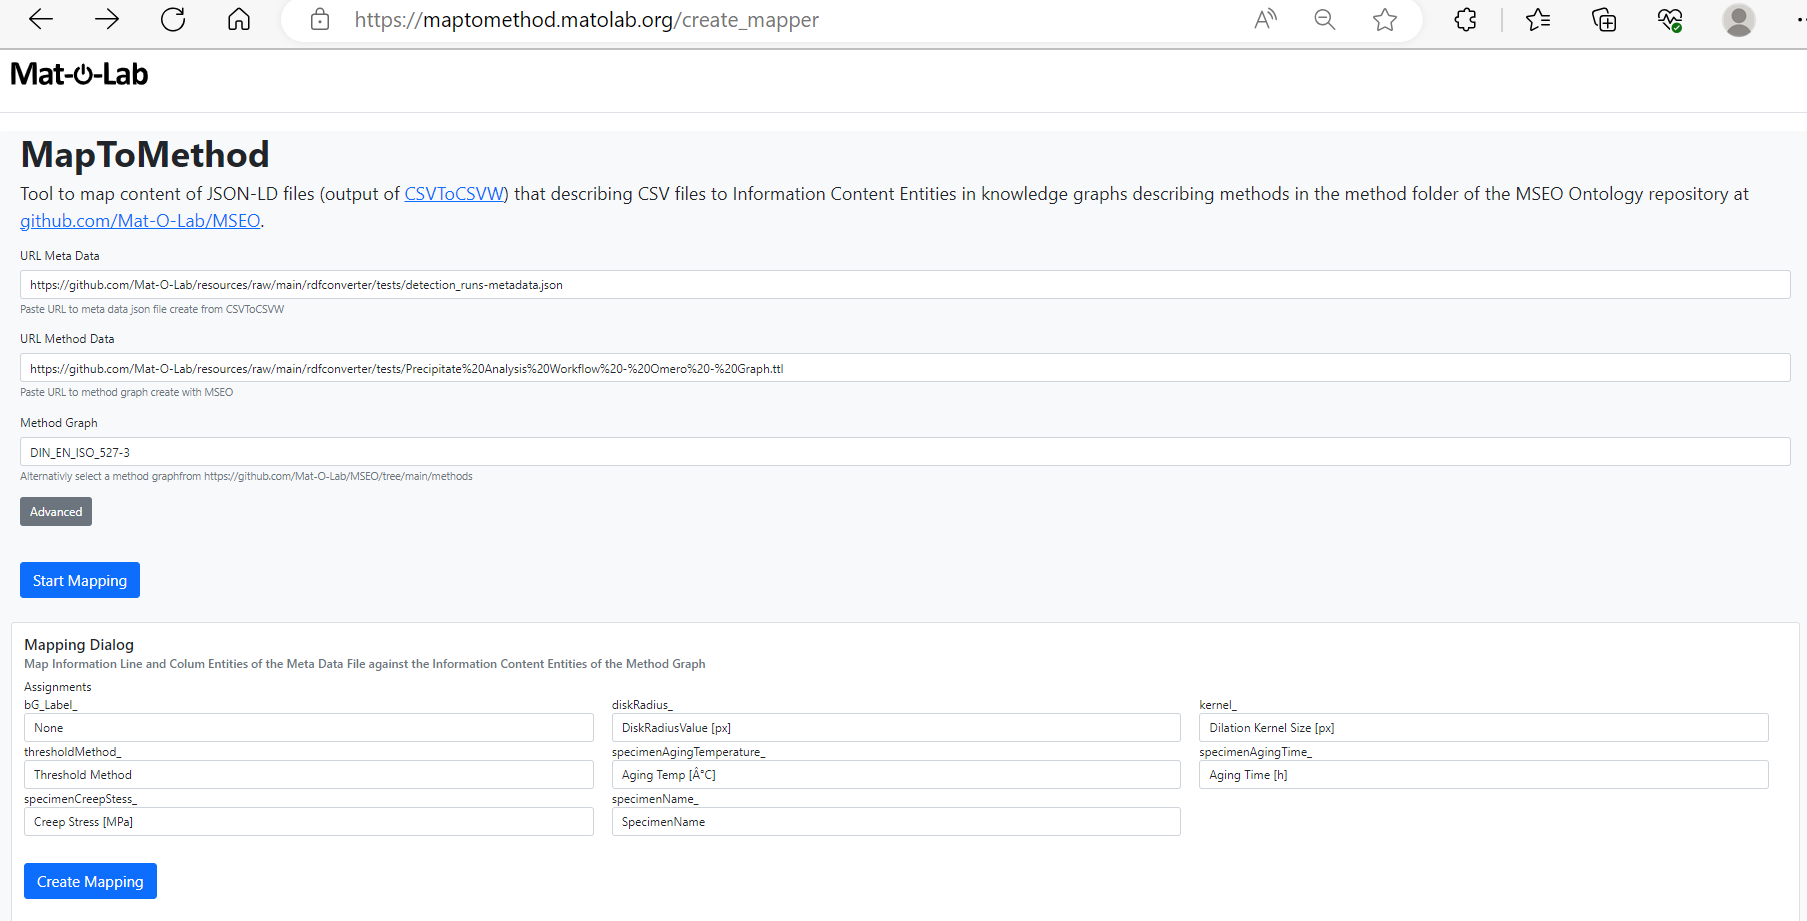 https://maptomethod.matolab.org/create_mapper
Mat-O-Lab
MapToMethod
Tool to map content of JSON-LD files (output of CSVToCSVW) that describing CSV files to Information Content Entities in knowledge graphs describing methods in the method folder of the MSEO Ontology repository at
github.com/Mat-O-Lab/MSEO.
URL Meta Data
https://github.com/Mat-O-Lab/resources/raw/main/rdfconverter/tests/detection_runs-metadata.json
Paste URL to meta data json file create from CSVToCSVW
URL Method Data
https://github.com/Mat-O-Lab/resources/raw/main/rdfconverter/tests/Precipitate%20Analysis%20Workflow%20-%20Omero%20-%20Graph.ttl
Paste URL to method graph create with MSEO
Method Graph
DIN_EN_ISO_527-3
Alternativly select a method graphfrom https://github.com/Mat-O-Lab/MSEO/tree/main/methods
Advanced
Start Mapping
Mapping Dialog
Map Information Line and Colum Entities of the Meta Data File against the Information Content Entities of the Method Graph
Assignments
bG_Label_ diskRadius_ kernel_
None DiskRadiusValue [px] Dilation Kernel Size [px]
thresholdMethod_ specimenAgingTemperature_ specimenAgingTime_
Threshold Method Aging Temp [Â°C] Aging Time [h]
specimenCreepStess_ specimenName_
Creep Stress [MPa] SpecimenName
Create Mapping